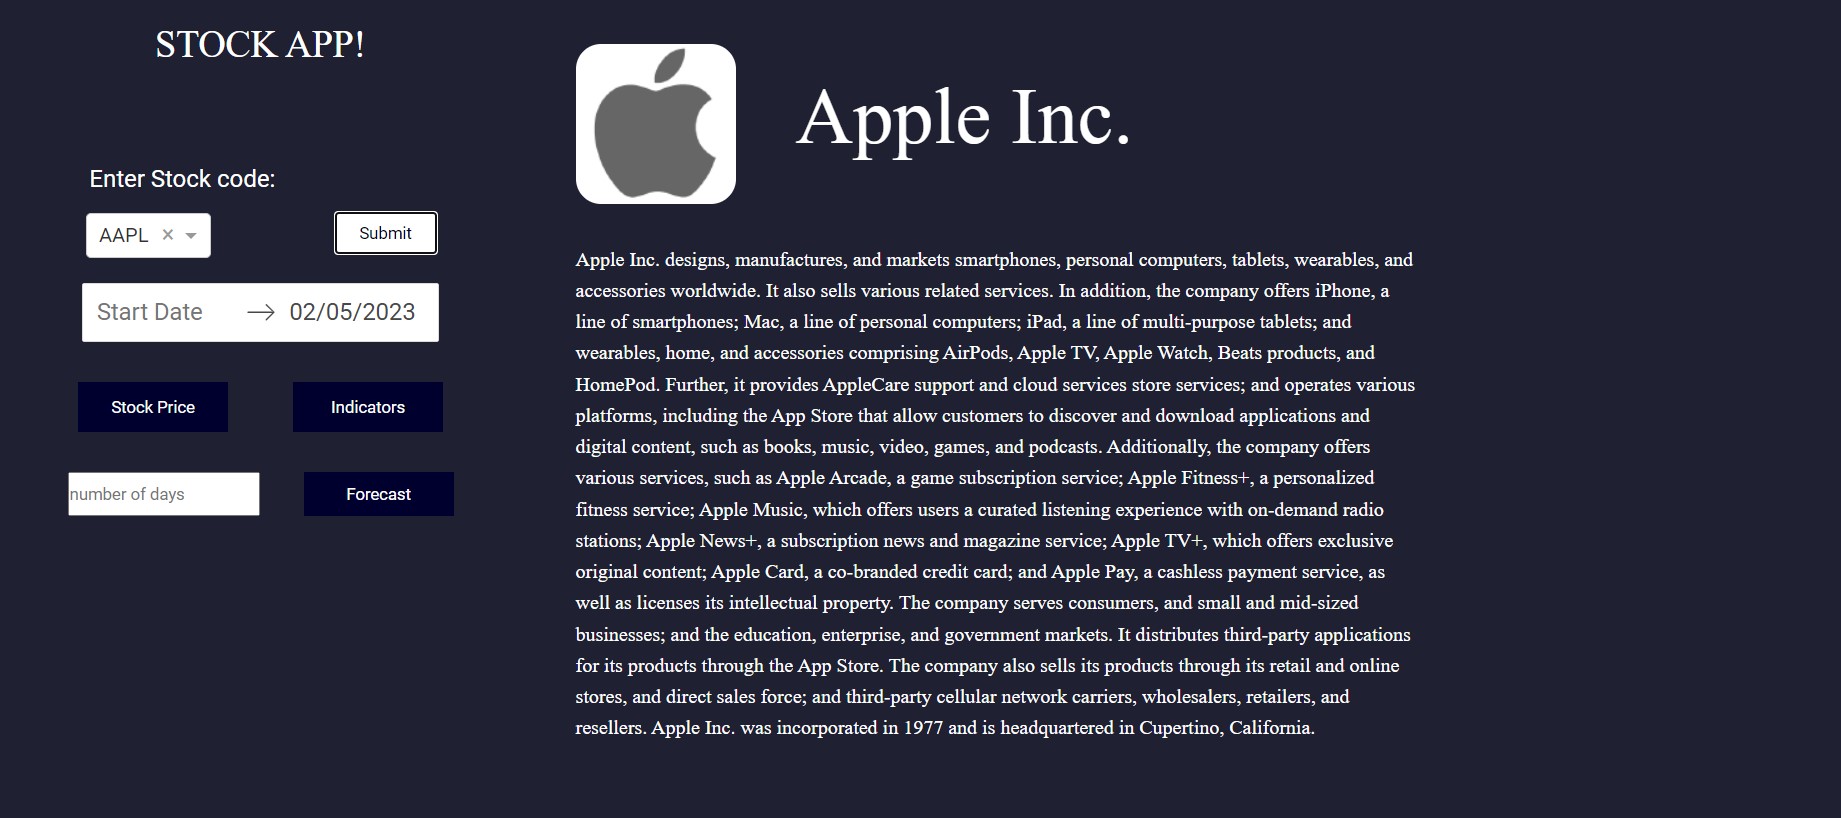 STOCK APP!
Enter Stock code:
AAPL × 
Submit
Start Date → 02/05/2023
Stock Price
Indicators
number of days
Forecast
Apple Inc.
Apple Inc. designs, manufactures, and markets smartphones, personal computers, tablets, wearables, and
accessories worldwide. It also sells various related services. In addition, the company offers iPhone, a
line of smartphones; Mac, a line of personal computers; iPad, a line of multi-purpose tablets; and
wearables, home, and accessories comprising AirPods, Apple TV, Apple Watch, Beats products, and
HomePod. Further, it provides AppleCare support and cloud services store services; and operates various
platforms, including the App Store that allow customers to discover and download applications and
digital content, such as books, music, video, games, and podcasts. Additionally, the company offers
various services, such as Apple Arcade, a game subscription service; Apple Fitness+, a personalized
fitness service; Apple Music, which offers users a curated listening experience with on-demand radio
stations; Apple News+, a subscription news and magazine service; Apple TV+, which offers exclusive
original content; Apple Card, a co-branded credit card; and Apple Pay, a cashless payment service, as
well as licenses its intellectual property. The company serves consumers, and small and mid-sized
businesses; and the education, enterprise, and government markets. It distributes third-party applications
for its products through the App Store. The company also sells its products through its retail and online
stores, and direct sales force; and third-party cellular network carriers, wholesalers, retailers, and
resellers. Apple Inc. was incorporated in 1977 and is headquartered in Cupertino, California.